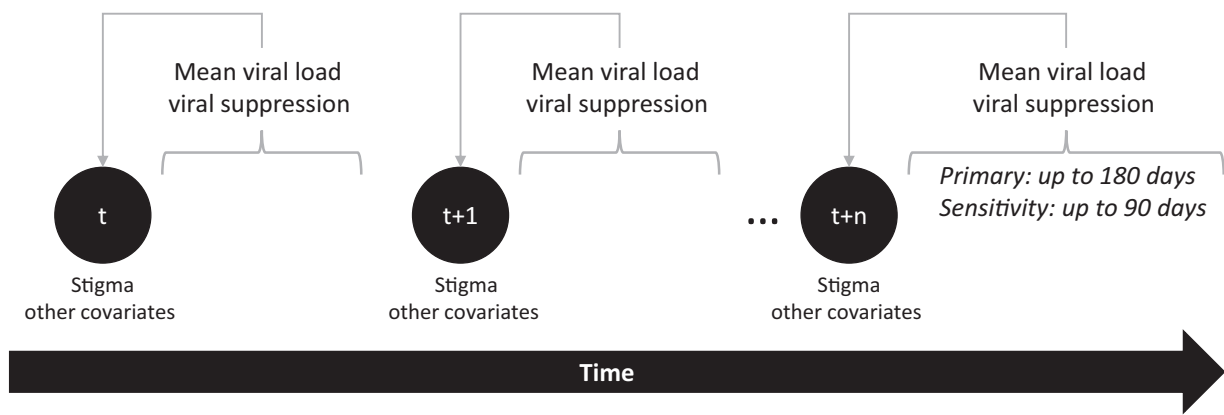 Mean viral load
viral suppression
Mean viral load
viral suppression
Mean viral load
viral suppression
Primary: up to 180 days
Sensitivity: up to 90 days
t
t+1
...
t+n
Stigma
other covariates
Stigma
other covariates
Stigma
other covariates
Time